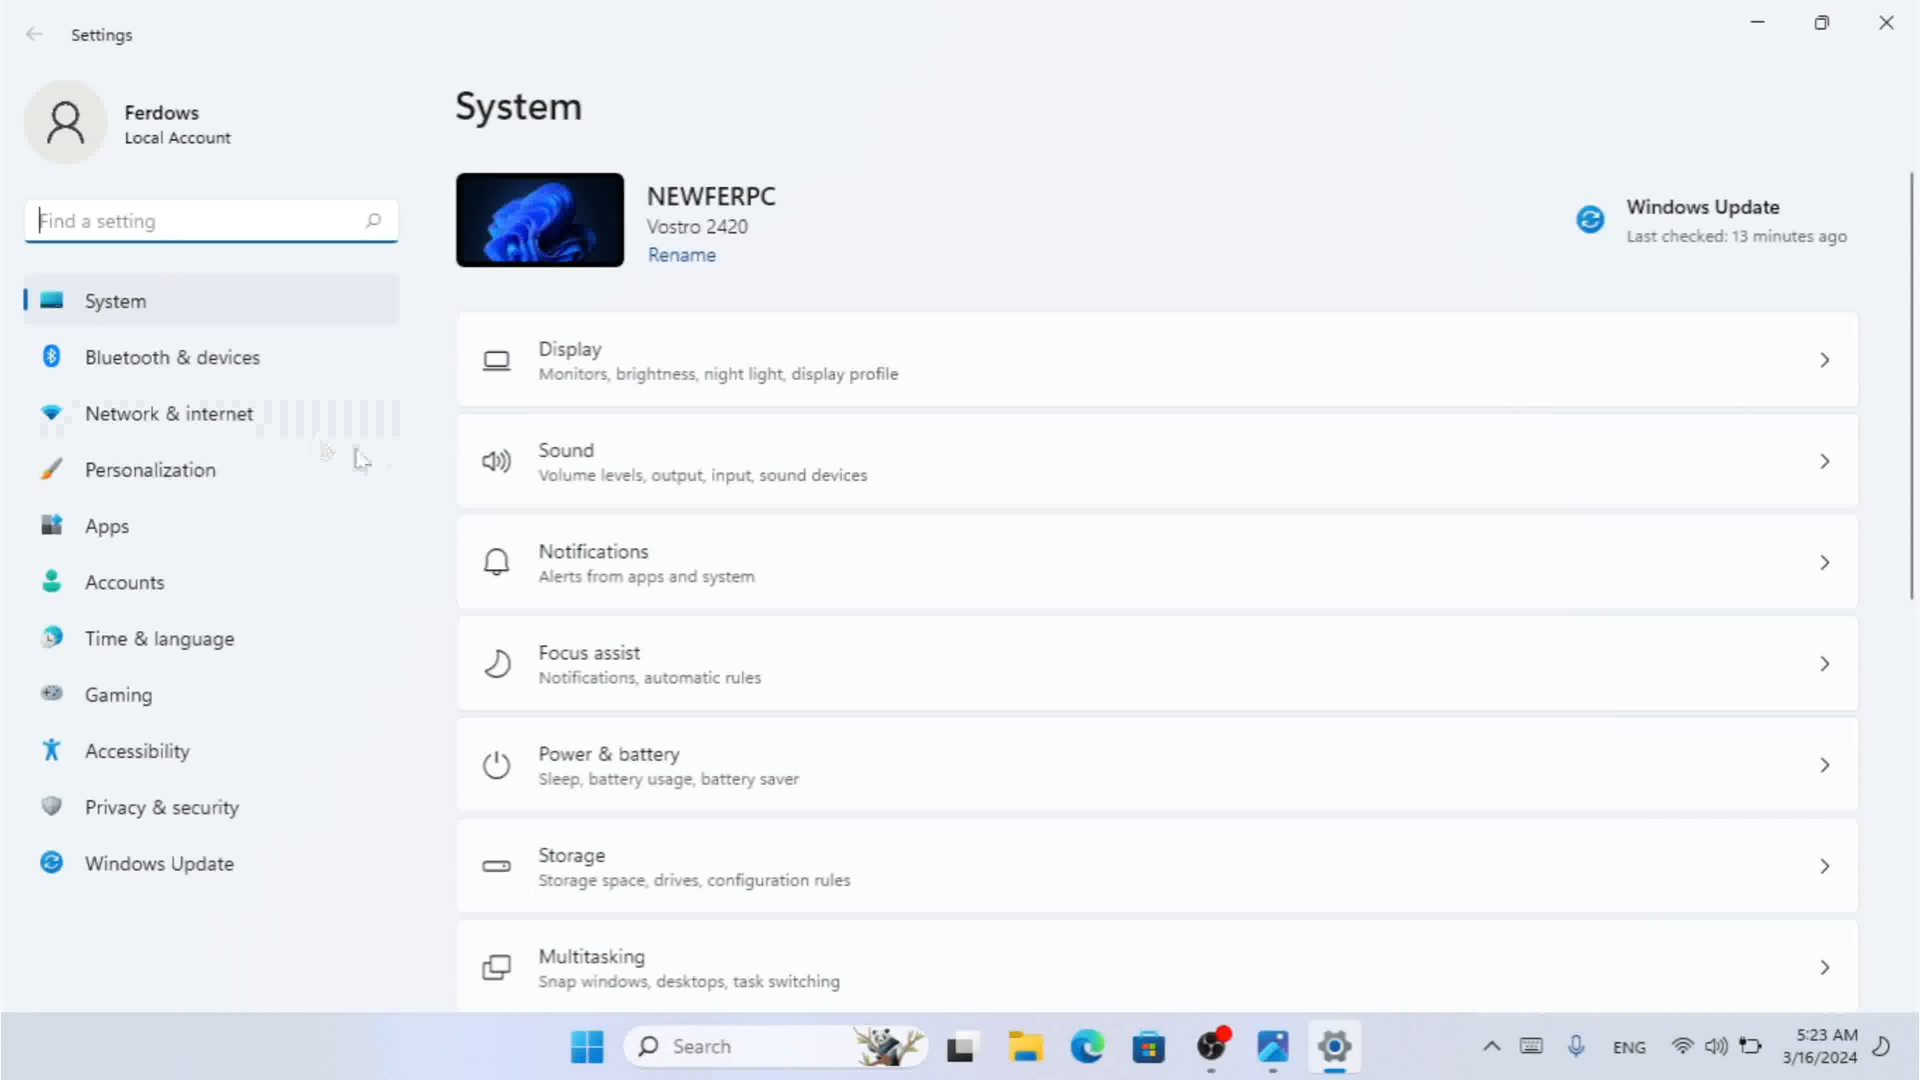 Settings
Ferdows
Local Account
Find a setting
System
Bluetooth & devices
Network & internet
Personalization
Apps
Accounts
Time & language
Gaming
Accessibility
Privacy & security
Windows Update
System
NEWFERPC
Vostro 2420
Rename
Windows Update
Last checked: 13 minutes ago
Display
Monitors, brightness, night light, display profile
Sound
Volume levels, output, input, sound devices
Notifications
Alerts from apps and system
Focus assist
Notifications, automatic rules
Power & battery
Sleep, battery usage, battery saver
Storage
Storage space, drives, configuration rules
Multitasking
Snap windows, desktops, task switching
Search
ENG
5:23 AM
3/16/2024